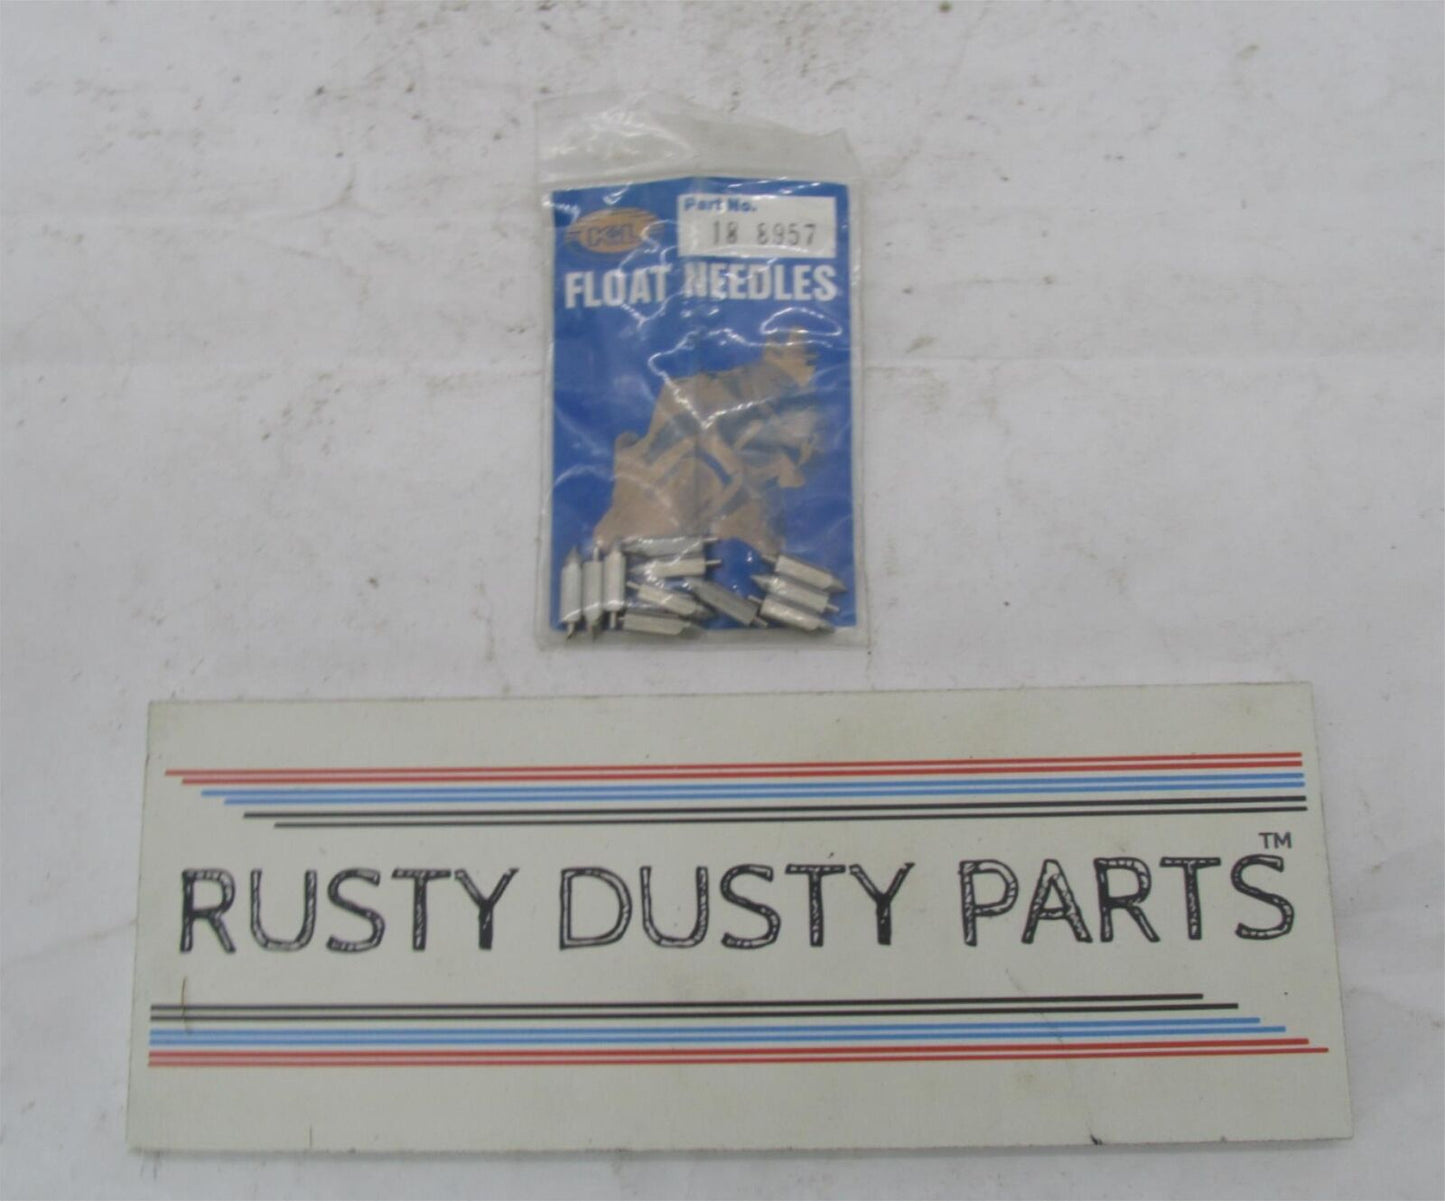 K&L
Part No.
18 8957
FLOAT NEEDLES
RUSTY DUSTY PARTS™